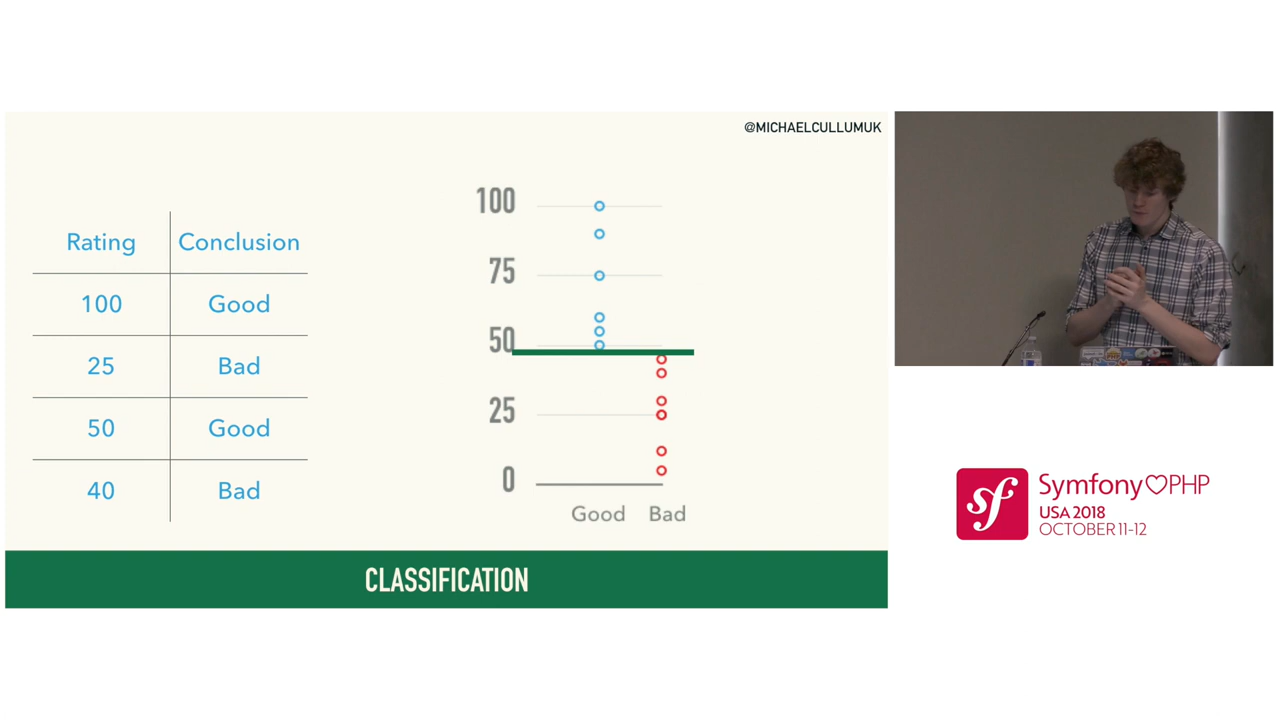 @MICHAELCULLUMUK
Rating Conclusion
100 Good
25 Bad
50 Good
40 Bad
100
75
50
25
0
Good Bad
CLASSIFICATION
sf Symfony♡PHP
USA 2018
OCTOBER 11-12